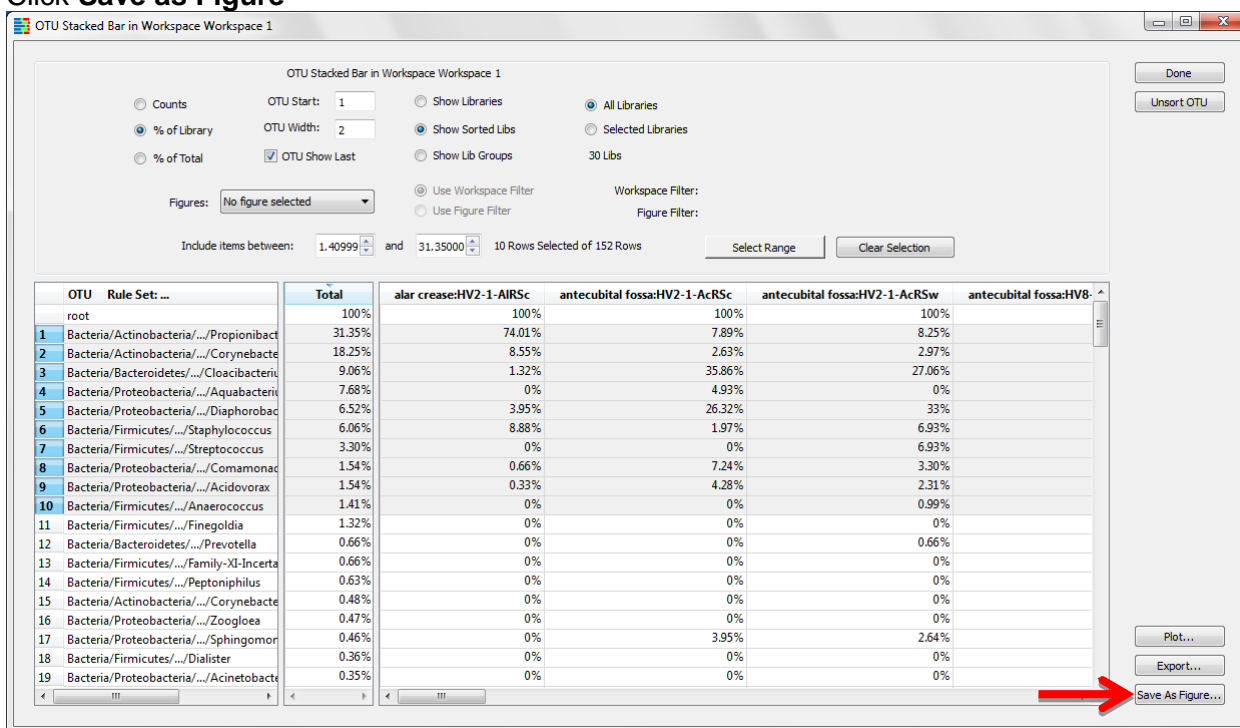 Click Save as Figure
OTU Stacked Bar in Workspace Workspace 1
OTU Stacked Bar in Workspace Workspace 1
Done
Counts OTU Start: 1 Show Libraries All Libraries Unsort OTU
% of Library OTU Width: 2 Show Sorted Libs Selected Libraries
% of Total OTU Show Last Show Lib Groups 30 Libs
Figures: No figure selected Use Workspace Filter Workspace Filter:
Use Figure Filter Figure Filter:
Include items between: 1.40999 and 31.35000 10 Rows Selected of 152 Rows Select Range Clear Selection
OTU Rule Set: ... Total alar crease:HV2-1-AlRSc antecubital fossa:HV2-1-AcRSc antecubital fossa:HV2-1-AcRSw antecubital fossa:HV8-
root 100% 100% 100% 100%
1 Bacteria/Actinobacteria/.../Propionibact 31.35% 74.01% 7.89% 8.25%
2 Bacteria/Actinobacteria/.../Corynebacte 18.25% 8.55% 2.63% 2.97%
3 Bacteria/Bacteroidetes/.../Cloacibacteriu 9.06% 1.32% 35.86% 27.06%
4 Bacteria/Proteobacteria/.../Aquabacteriu 7.68% 0% 4.93% 0%
5 Bacteria/Proteobacteria/.../Diaphorobac 6.52% 3.95% 26.32% 33%
6 Bacteria/Firmicutes/.../Staphylococcus 6.06% 8.88% 1.97% 6.93%
7 Bacteria/Firmicutes/.../Streptococcus 3.30% 0% 0% 6.93%
8 Bacteria/Proteobacteria/.../Comamonad 1.54% 0.66% 7.24% 3.30%
9 Bacteria/Proteobacteria/.../Acidovorax 1.54% 0.33% 4.28% 2.31%
10 Bacteria/Firmicutes/.../Anaerococcus 1.41% 0% 0% 0.99%
11 Bacteria/Firmicutes/.../Finegoldia 1.32% 0% 0% 0%
12 Bacteria/Bacteroidetes/.../Prevotella 0.66% 0% 0% 0.66%
13 Bacteria/Firmicutes/.../Family-XI-Incerta 0.66% 0% 0% 0%
14 Bacteria/Firmicutes/.../Peptoniphilus 0.63% 0% 0% 0%
15 Bacteria/Actinobacteria/.../Corynebacte 0.48% 0% 0% 0%
16 Bacteria/Proteobacteria/.../Zoogloea 0.47% 0% 0% 0%
17 Bacteria/Proteobacteria/.../Sphingomon 0.46% 0% 3.95% 2.64% Plot...
18 Bacteria/Firmicutes/.../Dialister 0.36% 0% 0% 0% Export...
19 Bacteria/Proteobacteria/.../Acinetobacte 0.35% 0% 0% 0%
Save As Figure...